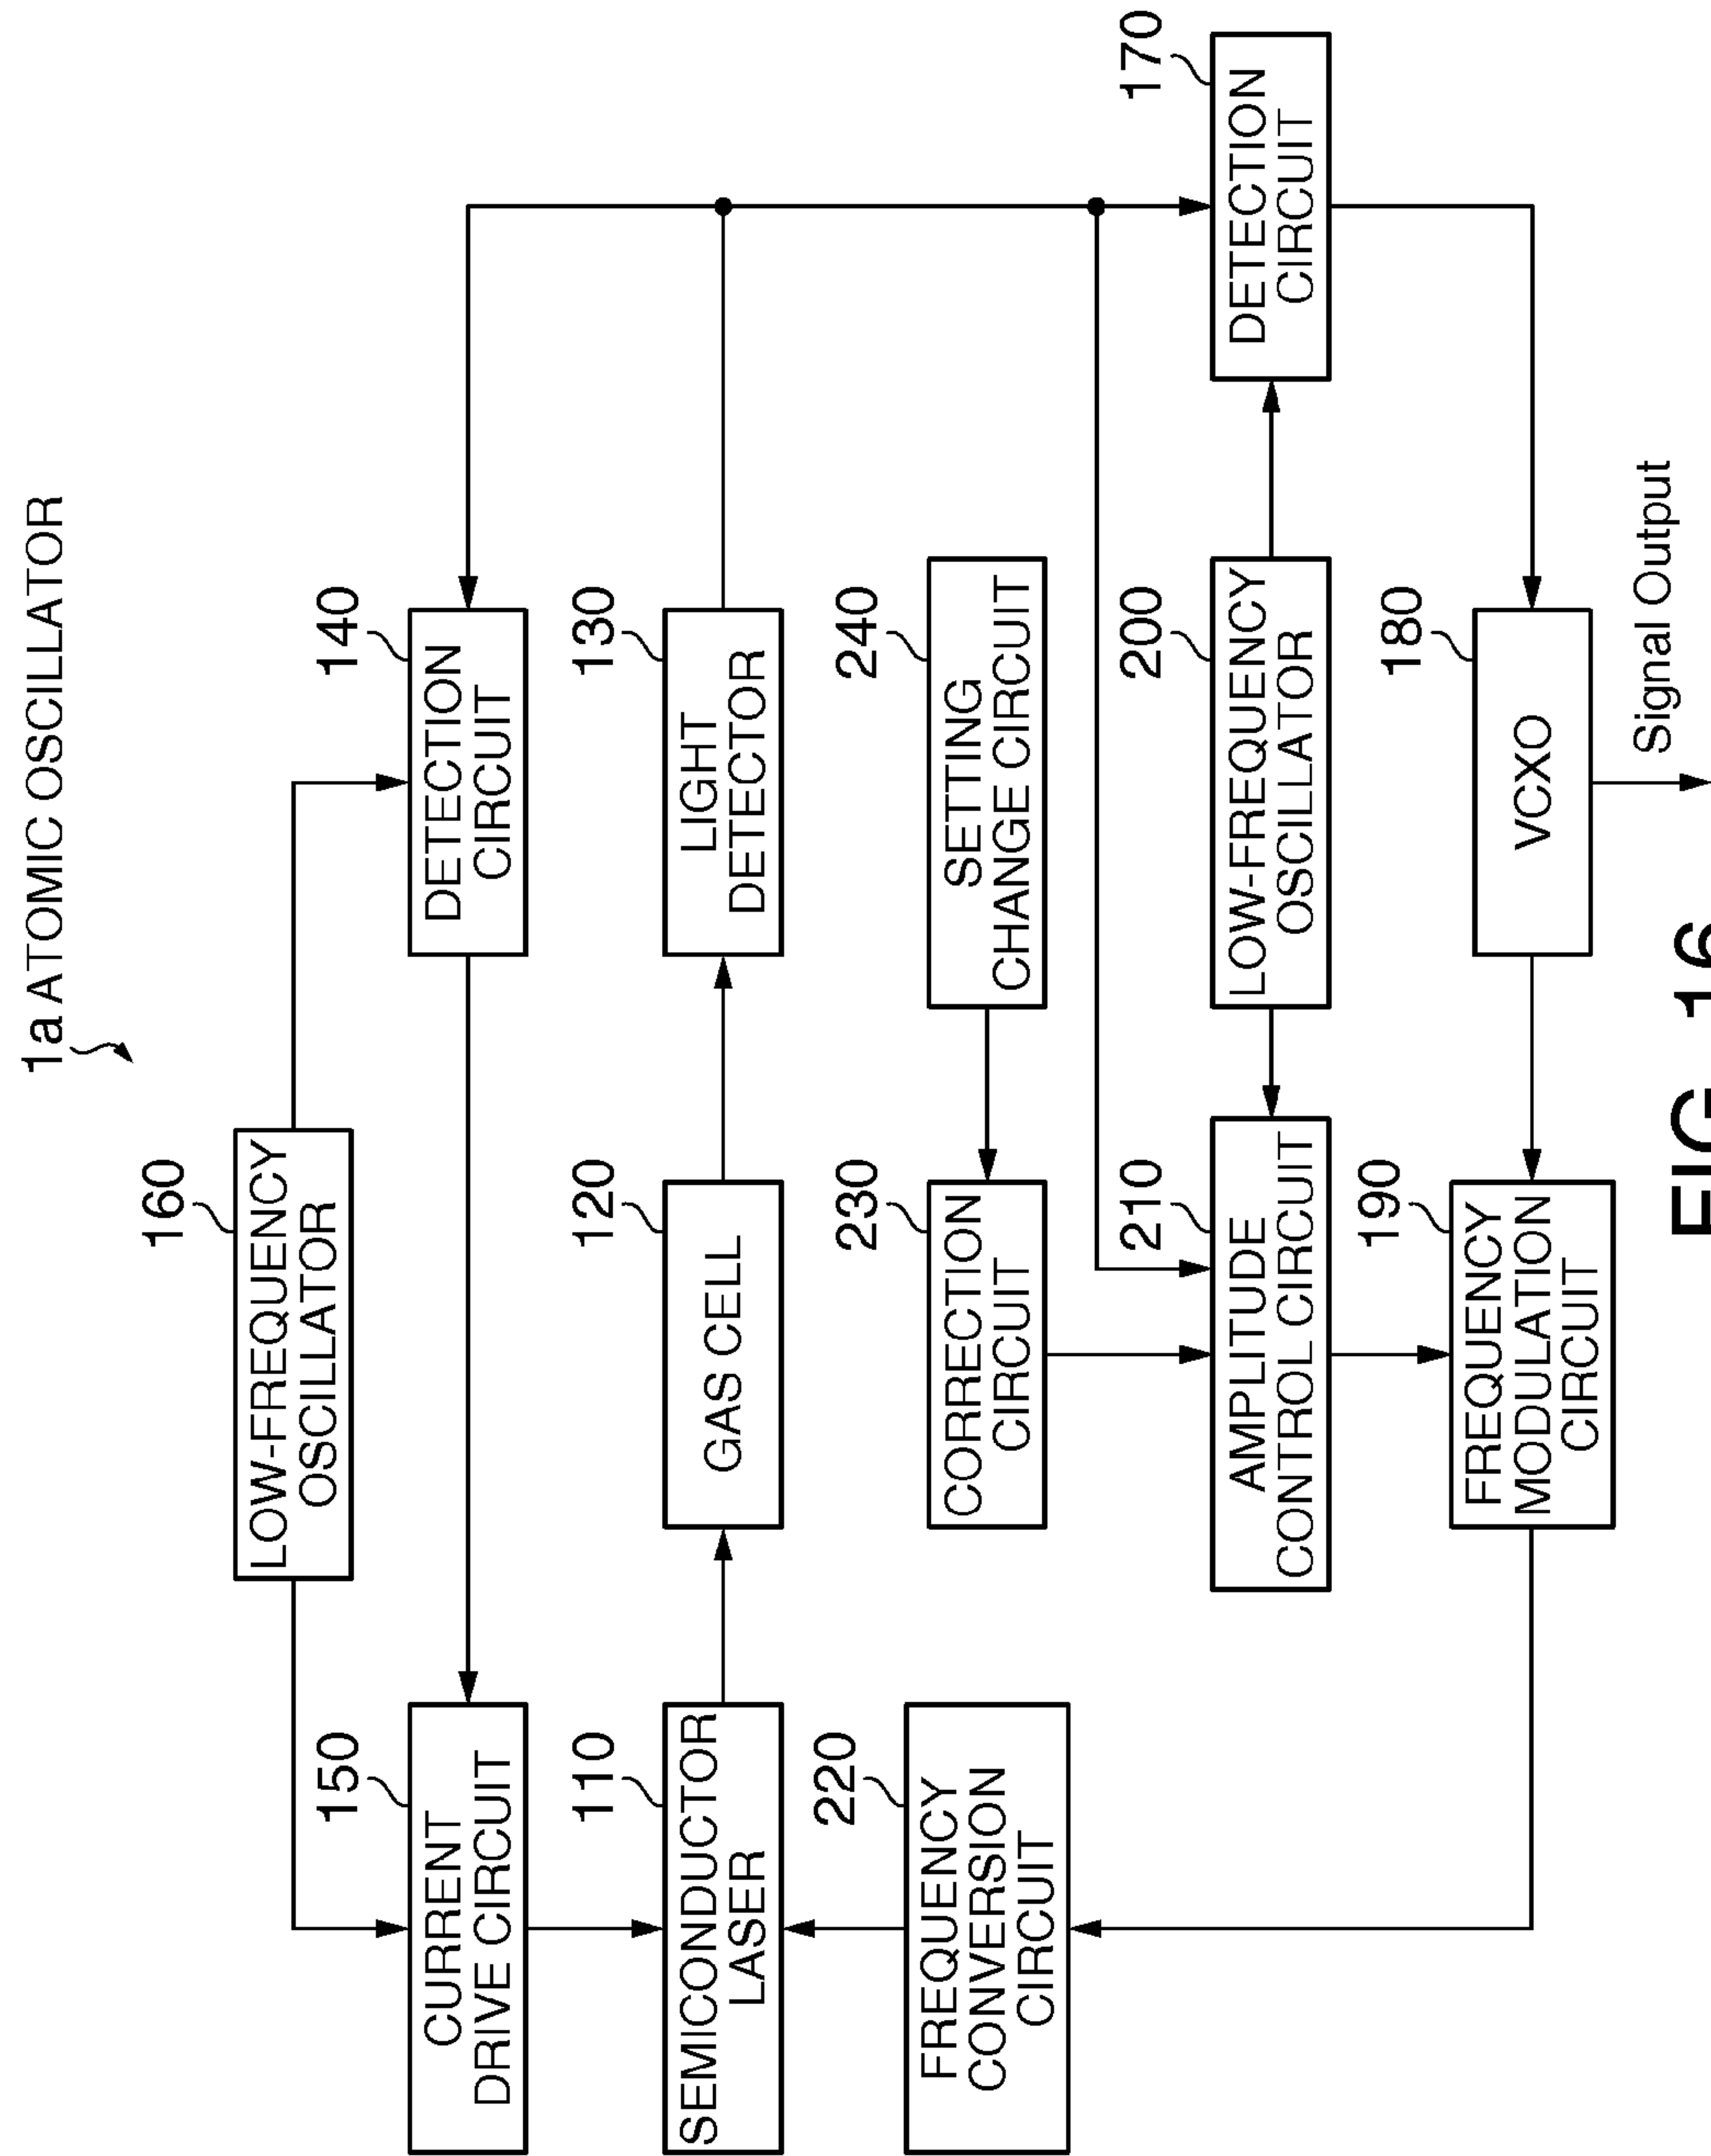 1a ATOMIC OSCILLATOR
160
LOW-FREQUENCY
OSCILLATOR
150
CURRENT
DRIVE CIRCUIT
140
DETECTION
CIRCUIT
110
SEMICONDUCTOR
LASER
120
GAS CELL
130
LIGHT
DETECTOR
220
FREQUENCY
CONVERSION
CIRCUIT
230
CORRECTION
CIRCUIT
240
SETTING
CHANGE CIRCUIT
210
AMPLITUDE
CONTROL CIRCUIT
200
LOW-FREQUENCY
OSCILLATOR
170
DETECTION
CIRCUIT
190
FREQUENCY
MODULATION
CIRCUIT
180
VCXO
Signal Output
FIG. 16